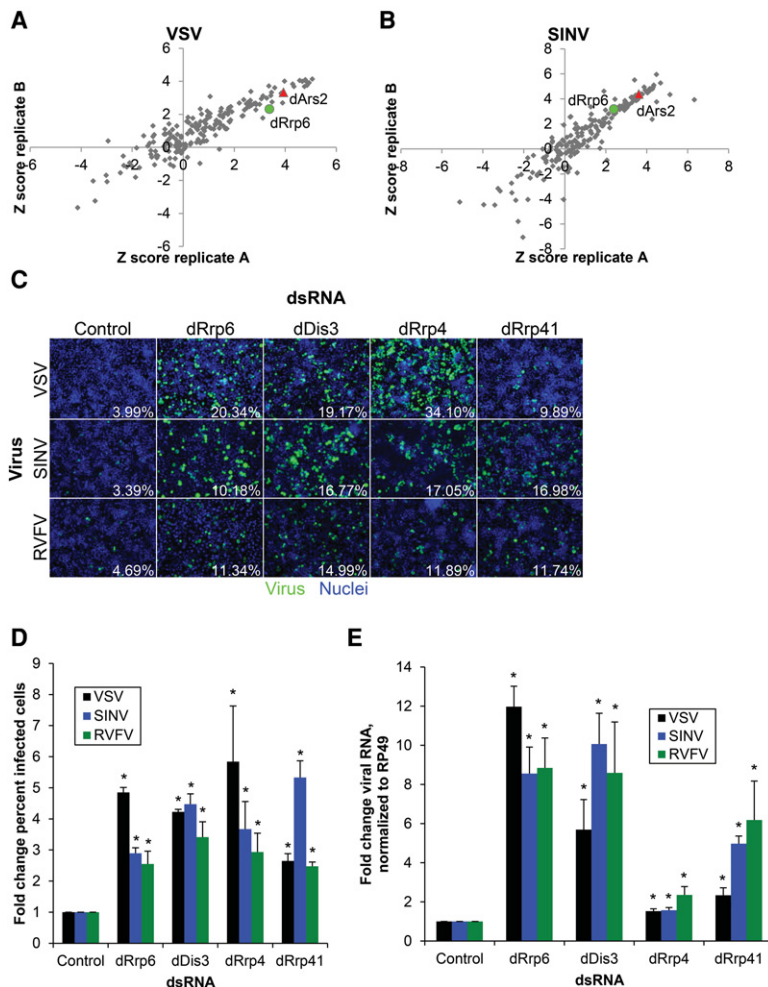 A
VSV
Z score replicate B
6
4
2
0
-2
-4
-6
-6 -4 -2 0 2 4 6
dArs2
dRrp6
Z score replicate A
B
SINV
Z score replicate B
8
6
4
2
0
-2
-4
-6
-8
-8 -6 -4 -2 0 2 4 6 8
dRrp6
dArs2
Z score replicate A
C
dsRNA
Control dRrp6 dDis3 dRrp4 dRrp41
Virus
VSV
3.99% 20.34% 19.17% 34.10% 9.89%
SINV
3.39% 10.18% 16.77% 17.05% 16.98%
RVFV
4.69% 11.34% 14.99% 11.89% 11.74%
Virus Nuclei
D
Fold change percent infected cells
9
8
7
6
5
4
3
2
1
0
VSV
SINV
RVFV
* * * * * * * * * * * *
Control dRrp6 dDis3 dRrp4 dRrp41
dsRNA
E
Fold change viral RNA,
normalized to RP49
14
12
10
8
6
4
2
0
VSV
SINV
RVFV
* * * * * * * * * * * *
Control dRrp6 dDis3 dRrp4 dRrp41
dsRNA